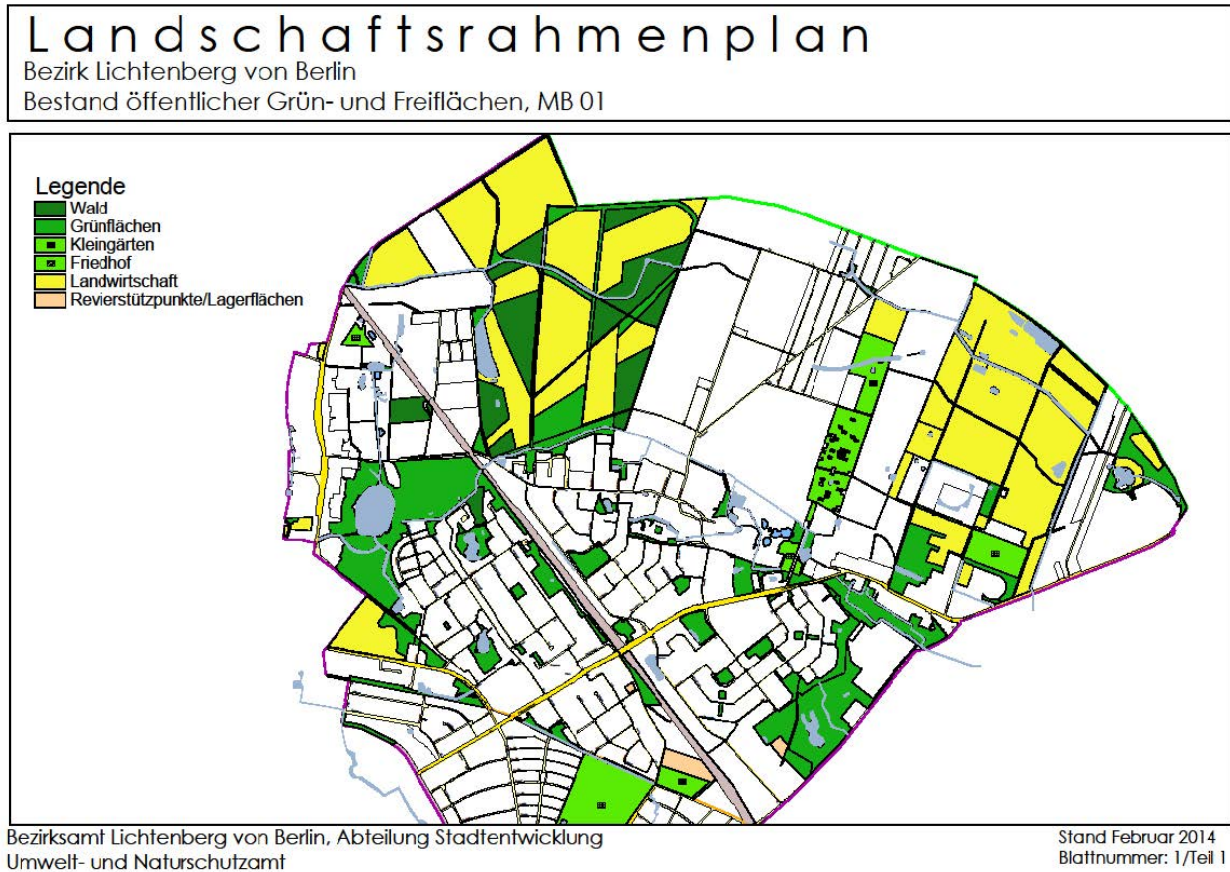 Landschaftsrahmenplan
Bezirk Lichtenberg von Berlin
Bestand öffentlicher Grün- und Freiflächen, MB 01
Legende
Wald
Grünflächen
Kleingärten
Friedhof
Landwirtschaft
Revierstützpunkte/Lagerflächen
Bezirksamt Lichtenberg von Berlin, Abteilung Stadtentwicklung
Umwelt- und Naturschutzamt
Stand Februar 2014
Blattnummer: 1/Teil 1